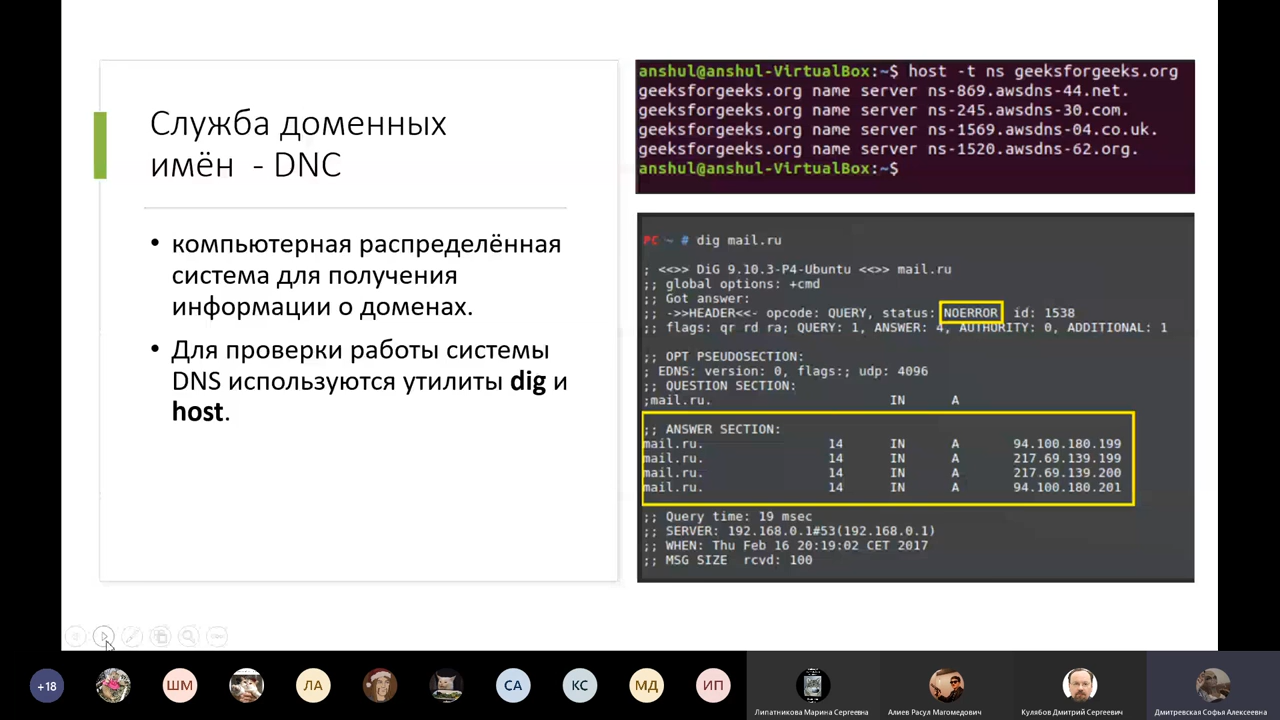 Служба доменных
имён - DNC
• компьютерная распределённая
система для получения
информации о доменах.
• Для проверки работы системы
DNS используются утилиты dig и
host.
anshul@anshul-VirtualBox:~$ host -t ns geeksforgeeks.org
geeksforgeeks.org name server ns-869.awsdns-44.net.
geeksforgeeks.org name server ns-245.awsdns-30.com.
geeksforgeeks.org name server ns-1569.awsdns-04.co.uk.
geeksforgeeks.org name server ns-1520.awsdns-62.org.
anshul@anshul-VirtualBox:~$
PC ~ # dig mail.ru
; <<>> DiG 9.10.3-P4-Ubuntu <<>> mail.ru
;; global options: +cmd
;; Got answer:
;; ->>HEADER<<- opcode: QUERY, status: NOERROR, id: 1538
;; flags: qr rd ra; QUERY: 1, ANSWER: 4, AUTHORITY: 0, ADDITIONAL: 1
;; OPT PSEUDOSECTION:
; EDNS: version: 0, flags:; udp: 4096
;; QUESTION SECTION:
;mail.ru. IN A
;; ANSWER SECTION:
mail.ru. 14 IN A 94.100.180.199
mail.ru. 14 IN A 217.69.139.199
mail.ru. 14 IN A 217.69.139.200
mail.ru. 14 IN A 94.100.180.201
;; Query time: 19 msec
;; SERVER: 192.168.0.1#53(192.168.0.1)
;; WHEN: Thu Feb 16 20:19:02 CET 2017
;; MSG SIZE rcvd: 100
+18
ШМ
ЛА
СА
КС
МД
ИП
Липатникова Марина Сергеевна
Алиев Расул Магомедович
Кулябов Дмитрий Сергеевич
Дмитревская Софья Алексеевна